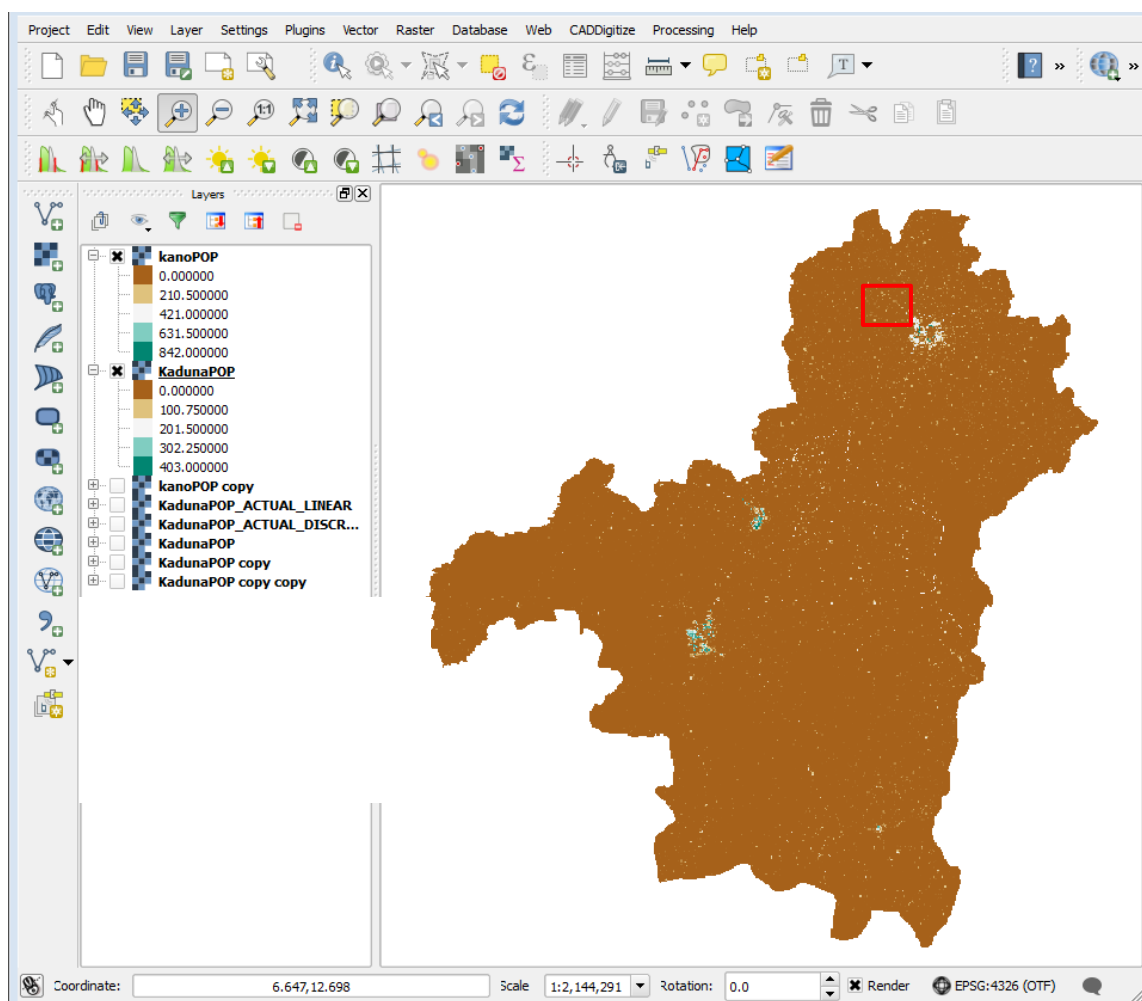 Project Edit View Layer Settings Plugins Vector Raster Database Web CADDigitize Processing Help
1:1
T
?
»
»
Layers
kanoPOP
0.000000
210.500000
421.000000
631.500000
842.000000
KadunaPOP
0.000000
100.750000
201.500000
302.250000
403.000000
kanoPOP copy
KadunaPOP_ACTUAL_LINEAR
KadunaPOP_ACTUAL_DISCR...
KadunaPOP
KadunaPOP copy
KadunaPOP copy copy
Coordinate: 6.647,12.698 Scale 1:2,144,291 Rotation: 0.0 Render EPSG:4326 (OTF)